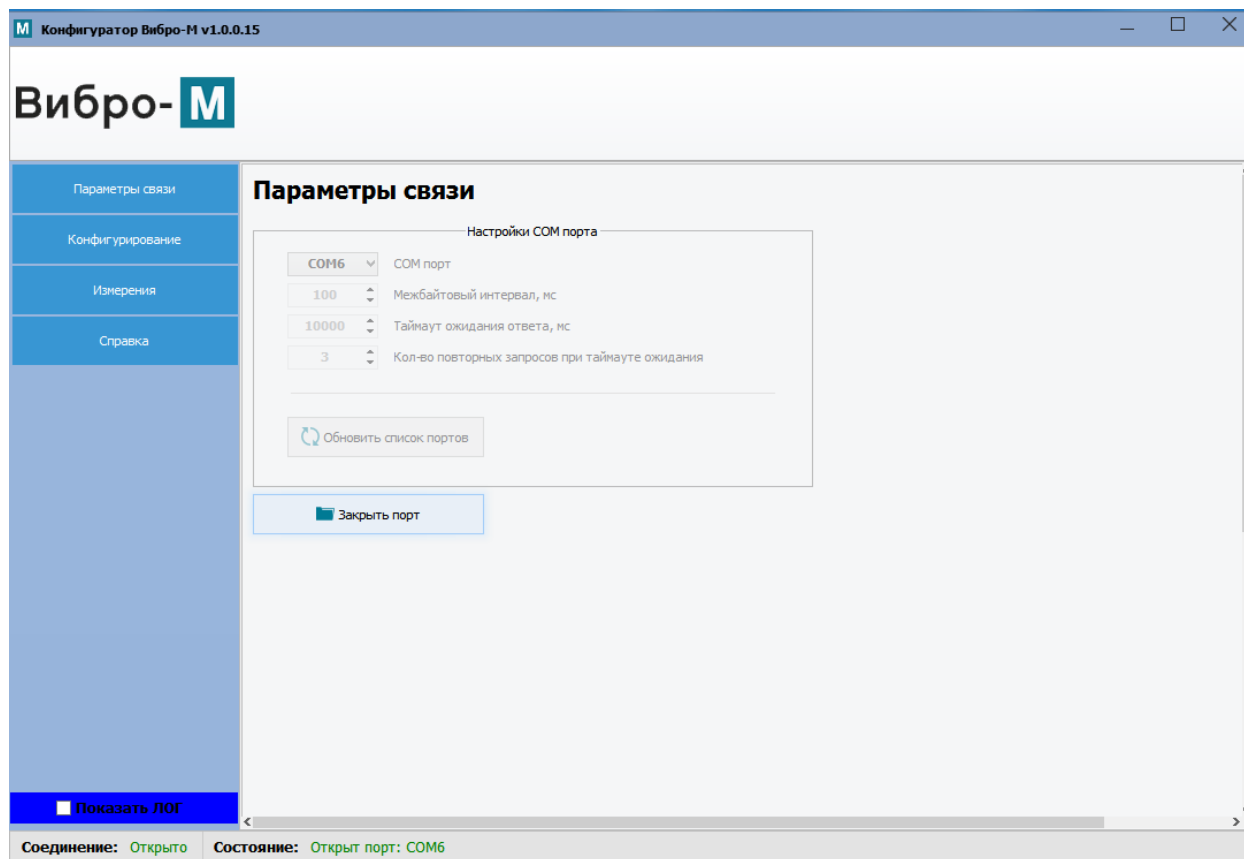 M Конфигуратор Вибро-М v1.0.0.15
Вибро- M
Параметры связи
Конфигурирование
Измерения
Справка
Параметры связи
Настройки COM порта
COM6 COM порт
100 Межбайтовый интервал, мс
10000 Таймаут ожидания ответа, мс
3 Кол-во повторных запросов при таймауте ожидания
Обновить список портов
Закрыть порт
Показать ЛОГ
Соединение: Открыто Состояние: Открыт порт: COM6